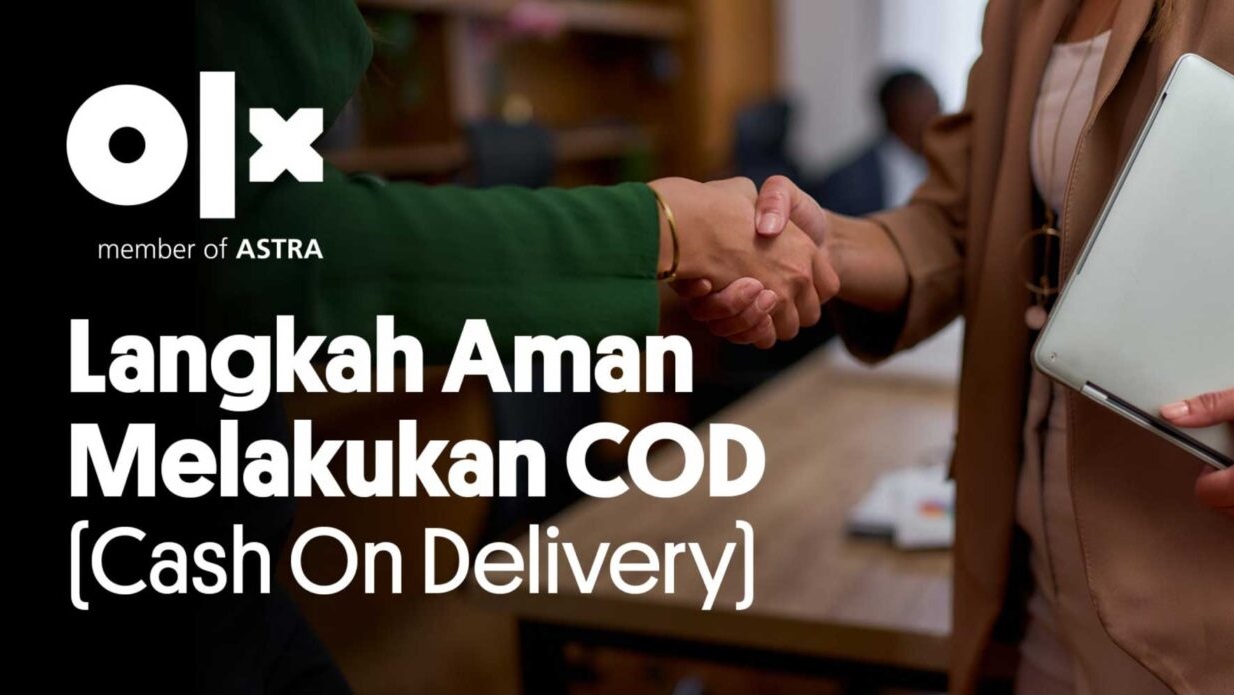 olx
member of ASTRA
Langkah Aman
Melakukan COD
(Cash On Delivery)